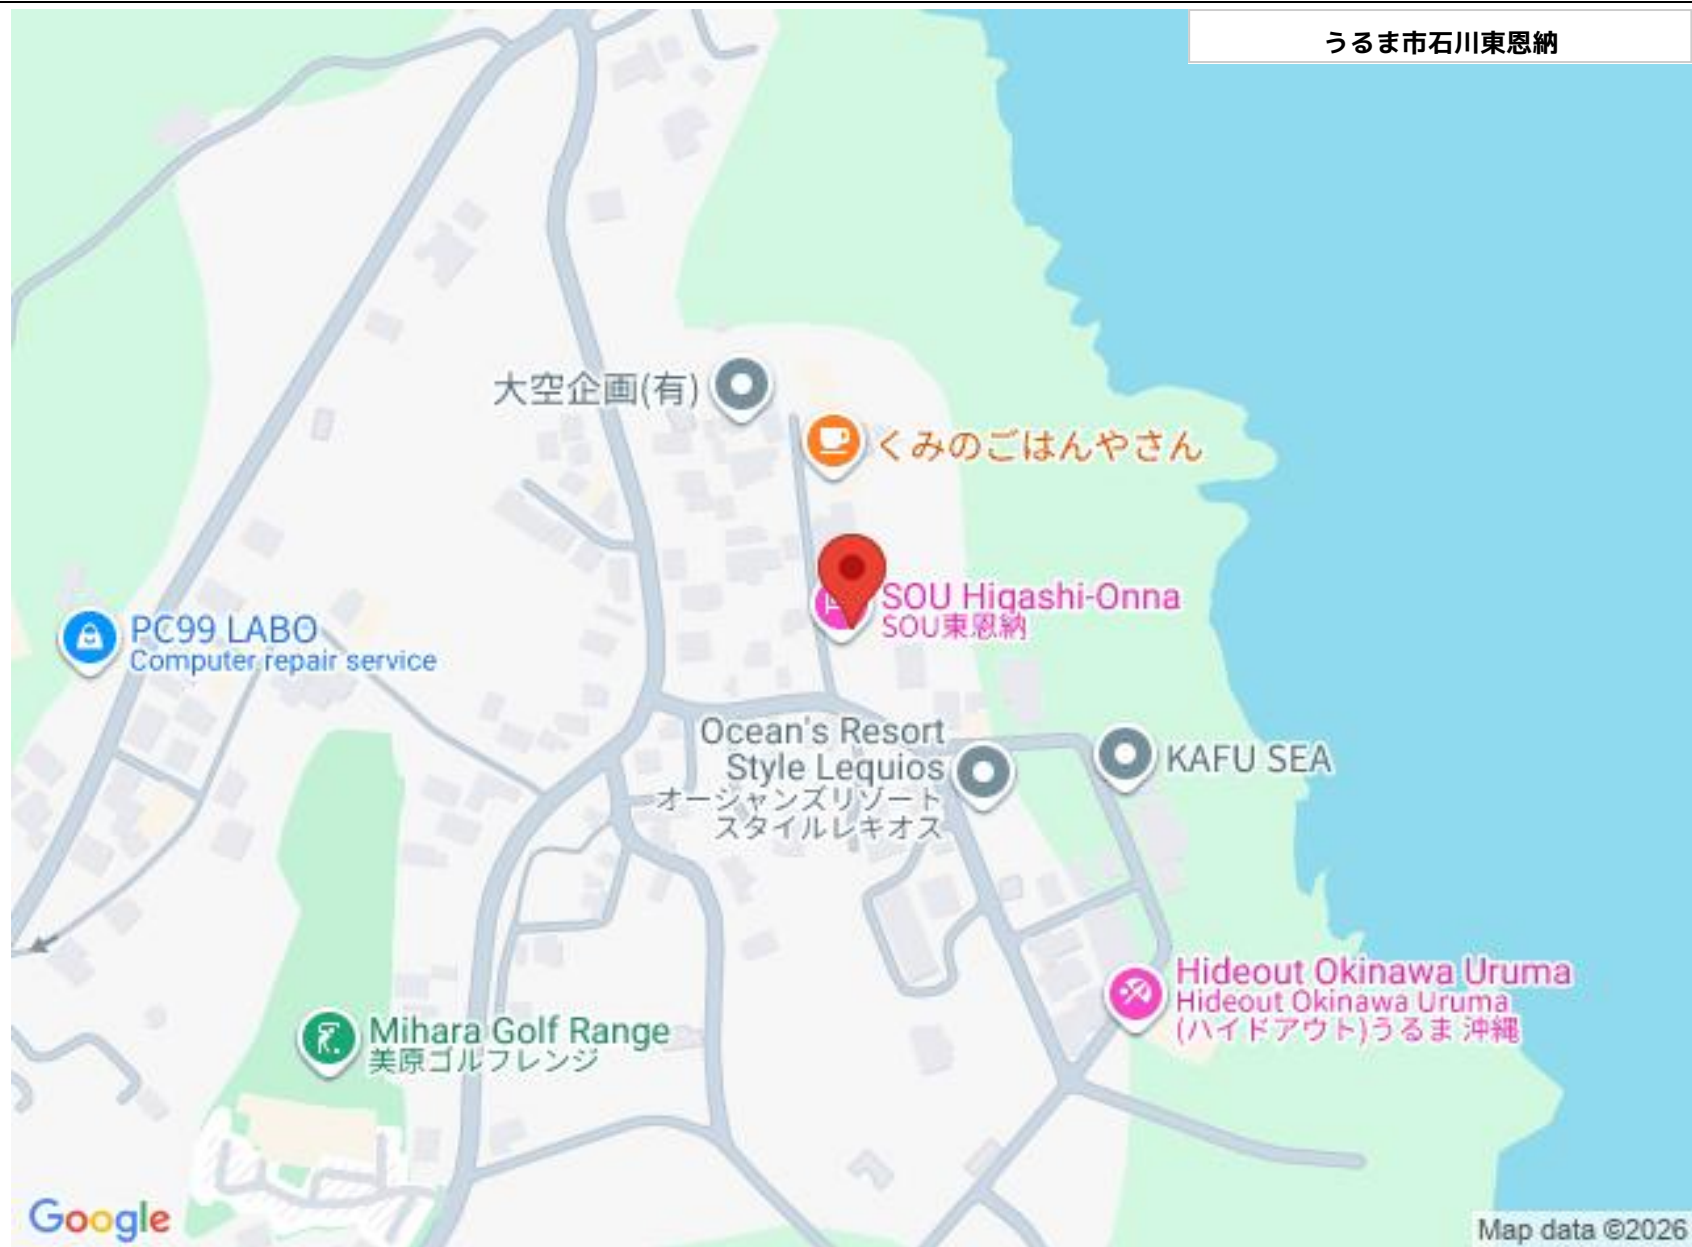 うるま市石川東恩納
大空企画(有)
くみのごはんやさん
SOU Higashi-Onna
SOU東恩納
PC99 LABO
Computer repair service
Ocean's Resort
Style Lequios
オーシャンズリゾート
スタイルレキオス
KAFU SEA
Hideout Okinawa Uruma
Hideout Okinawa Uruma
(ハイドアウト)うるま 沖縄
Mihara Golf Range
美原ゴルフレンジ
Google
Map data ©2026